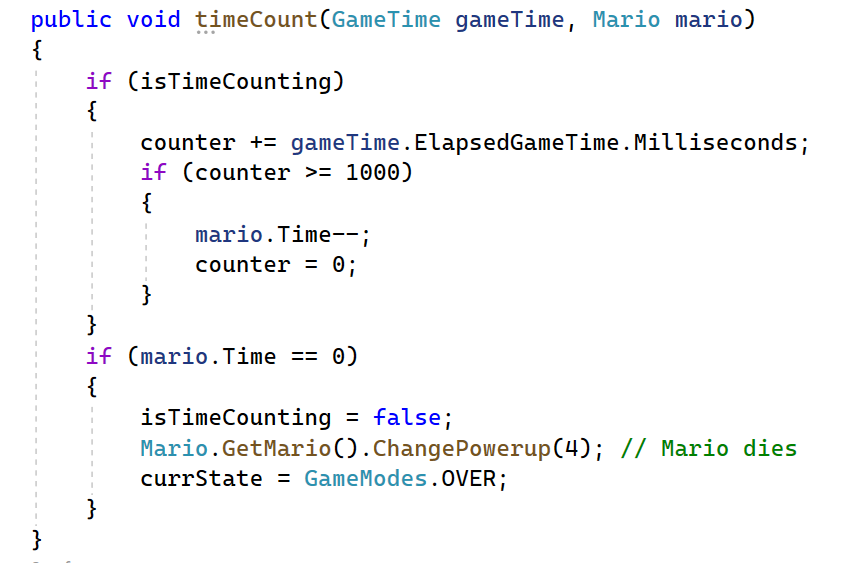 public void timeCount(GameTime gameTime, Mario mario)
{
    if (isTimeCounting)
    {
        counter += gameTime.ElapsedGameTime.Milliseconds;
        if (counter >= 1000)
        {
            mario.Time--;
            counter = 0;
        }
    }
    if (mario.Time == 0)
    {
        isTimeCounting = false;
        Mario.GetMario().ChangePowerup(4); // Mario dies
        currState = GameModes.OVER;
    }
}